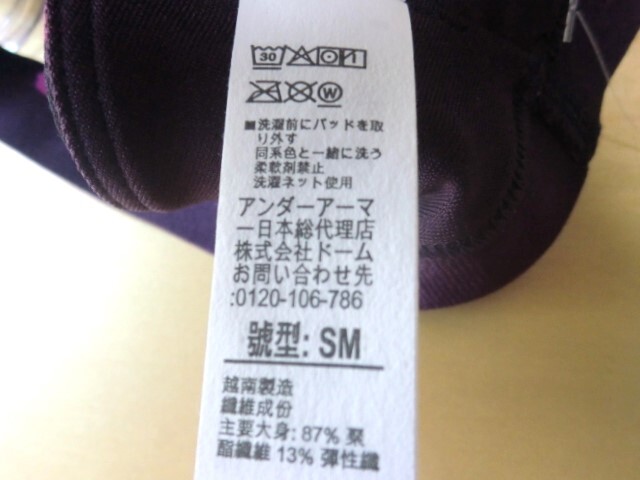 30
W
■洗濯前にパッドを取
り外す
同系色と一緒に洗う
柔軟剤禁止
洗濯ネット使用
アンダーアーマ
ー日本総代理店
株式会社ドーム
お問い合わせ先
:0120-106-786
號型: SM
越南製造
纖維成份
主要大身: 87% 聚
酯纖維 13% 彈性纖